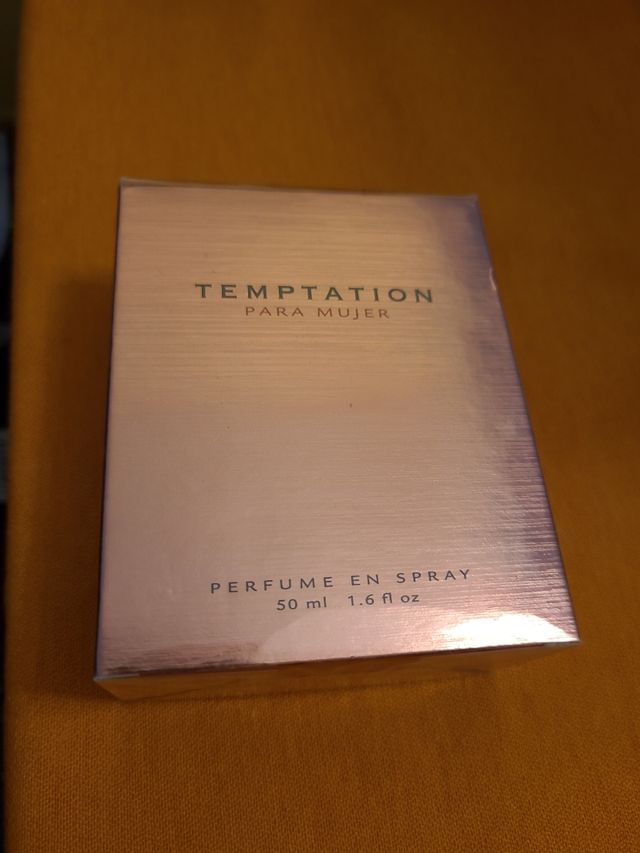 TEMPTATION
PARA MUJER
PERFUME EN SPRAY
50 ml 1.6 fl oz